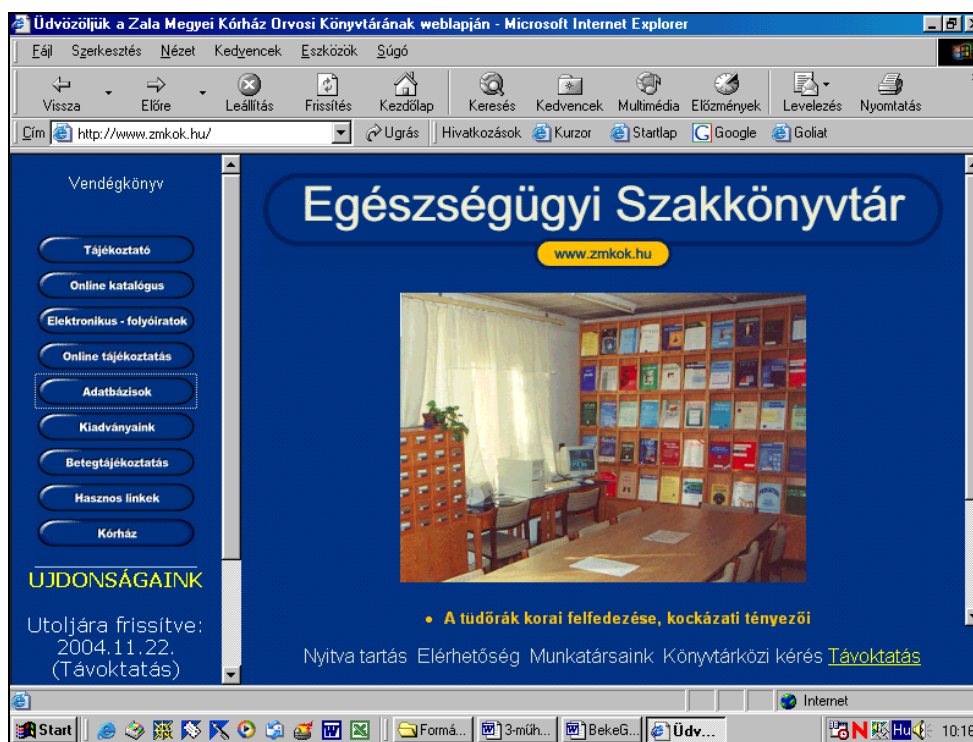 Üdvözöljük a Zala Megyei Kórház Orvosi Könyvtárának weblapján - Microsoft Internet Explorer
Fájl Szerkesztés Nézet Kedvencek Eszközök Súgó
Vissza Előre Leállítás Frissítés Kezdőlap Keresés Kedvencek Multimédia Előzmények Levelezés Nyomtatás
Cím http://www.zmkok.hu/ Ugrás Hivatkozások Kurzor Startlap Google Goliat
Vendégkönyv
Tájékoztató
Online katalógus
Elektronikus - folyóiratok
Online tájékoztatás
Adatbázisok
Kiadványaink
Betegtájékoztatás
Hasznos linkek
Kórház
UJDONSÁGAINK
Utoljára frissítve:
2004.11.22.
(Távoktatás)
Egészségügyi Szakkönyvtár
www.zmkok.hu
• A tüdőrák korai felfedezése, kockázati tényezői
Nyitva tartás Elérhetőség Munkatársaink Könyvtárközi kérés Távoktatás
Internet
Start Formá... 3-műh... BekeG... Üdv... Hu 10:18